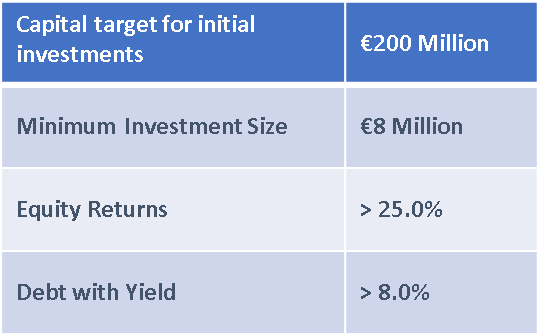 Capital target for initial
investments
€200 Million
Minimum Investment Size
€8 Million
Equity Returns
> 25.0%
Debt with Yield
> 8.0%